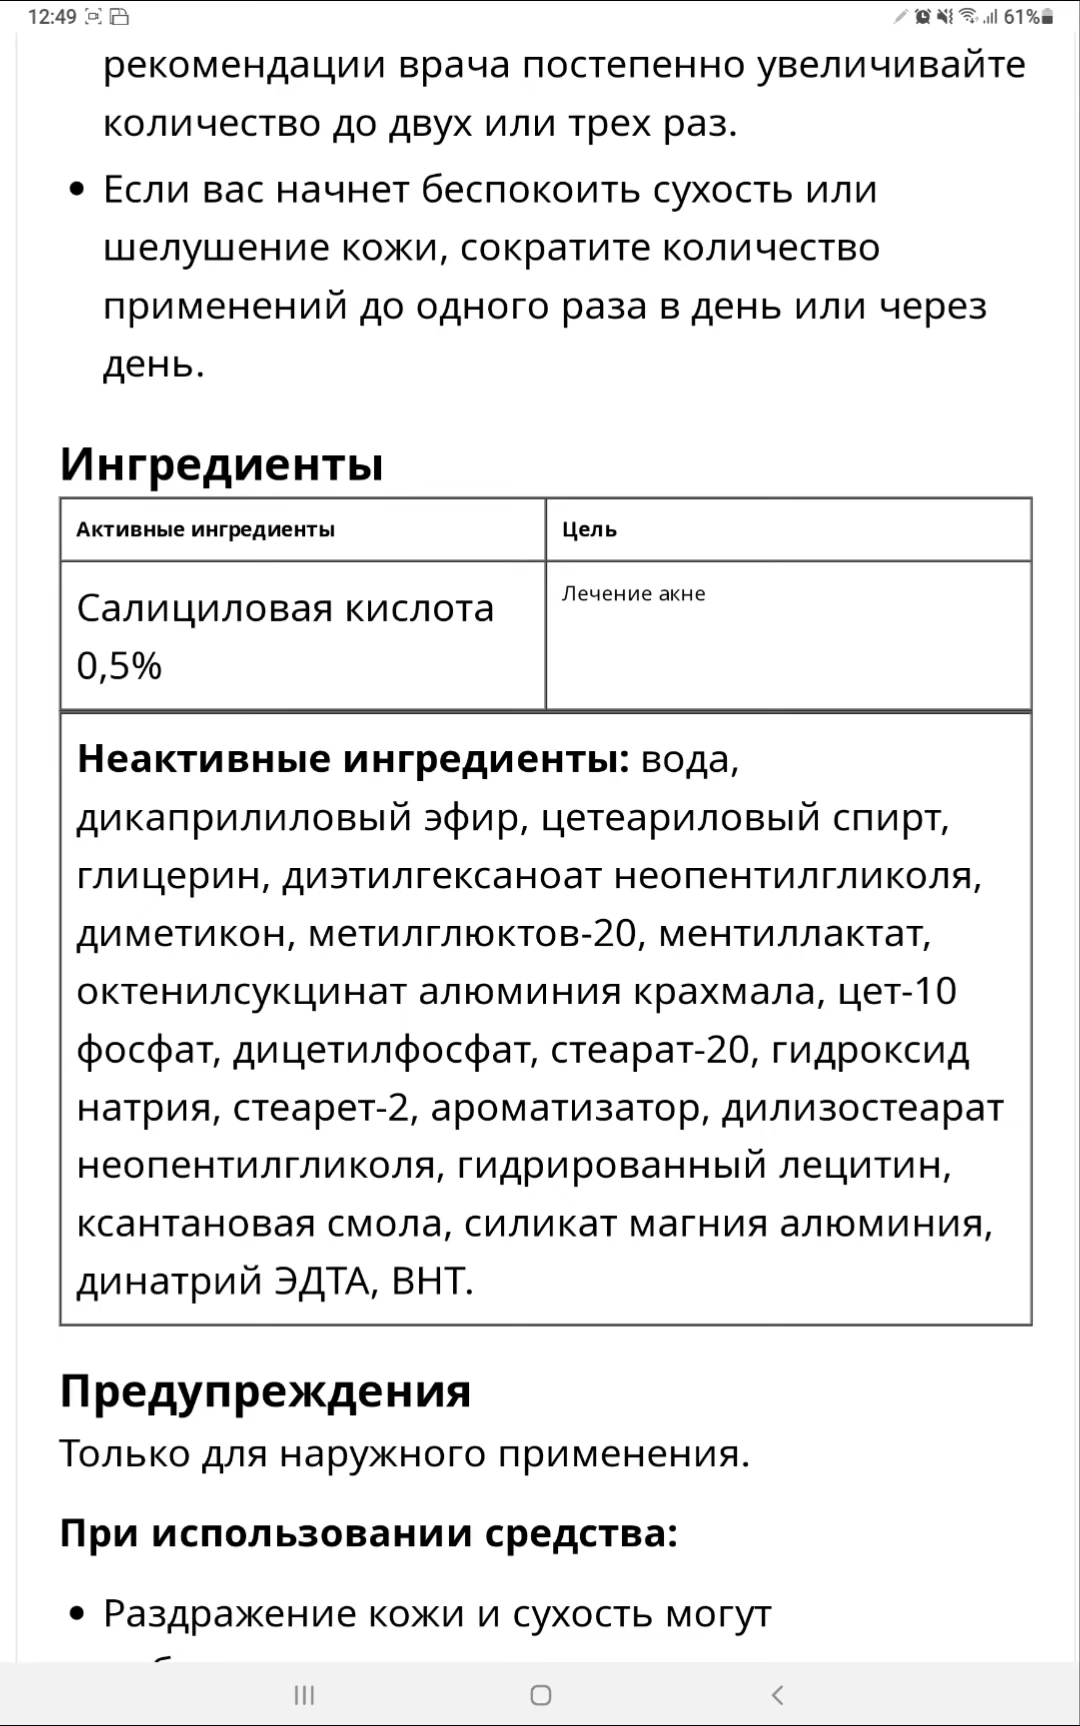 12:49
61%
рекомендации врача постепенно увеличивайте
количество до двух или трех раз.
• Если вас начнет беспокоить сухость или
шелушение кожи, сократите количество
применений до одного раза в день или через
день.
Ингредиенты
Активные ингредиенты
Цель
Салициловая кислота
0,5%
Лечение акне
Неактивные ингредиенты: вода,
дикаприлиловый эфир, цетеариловый спирт,
глицерин, диэтилгексаноат неопентилгликоля,
диметикон, метилглюктов-20, ментиллактат,
октенилсукцинат алюминия крахмала, цет-10
фосфат, дицетилфосфат, стеарат-20, гидроксид
натрия, стеарет-2, ароматизатор, дилизостеарат
неопентилгликоля, гидрированный лецитин,
ксантановая смола, силикат магния алюминия,
динатрий ЭДТА, BHT.
Предупреждения
Только для наружного применения.
При использовании средства:
• Раздражение кожи и сухость могут